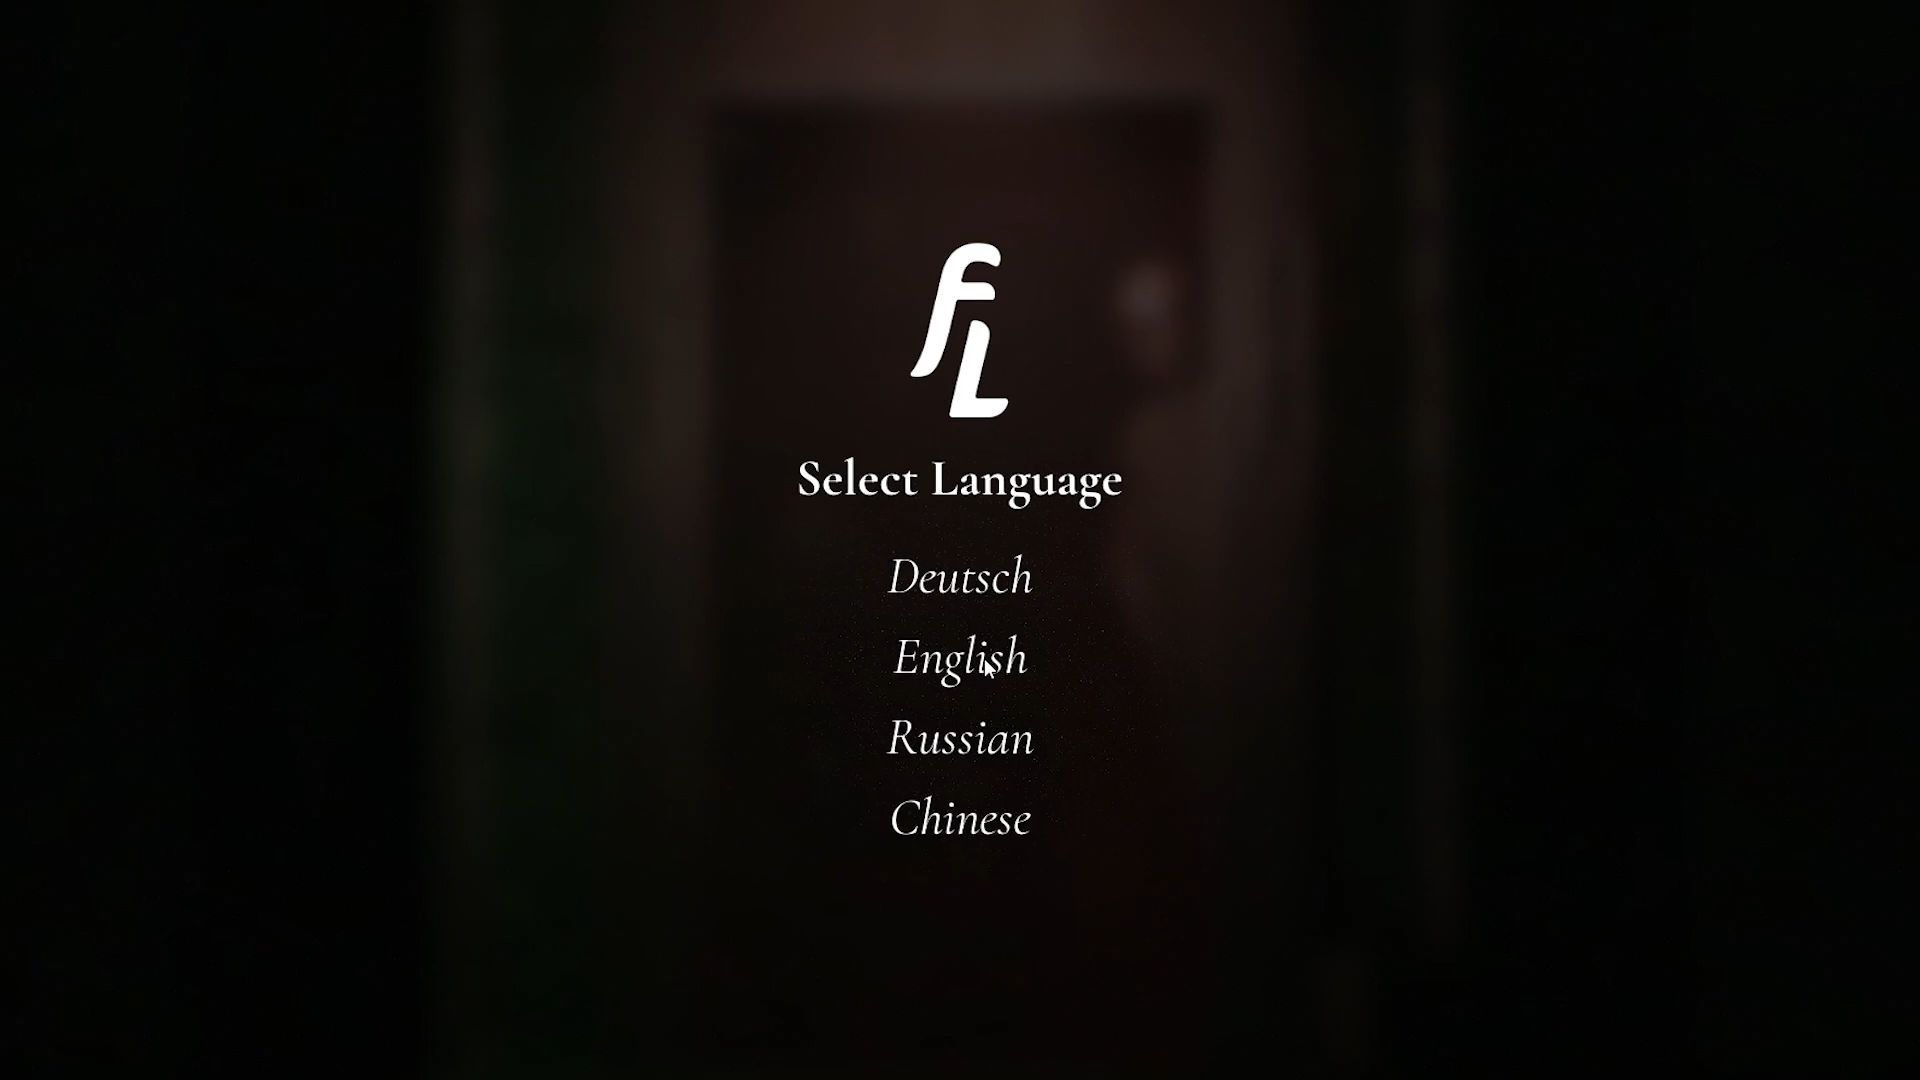 fL
Select Language
Deutsch
English
Russian
Chinese